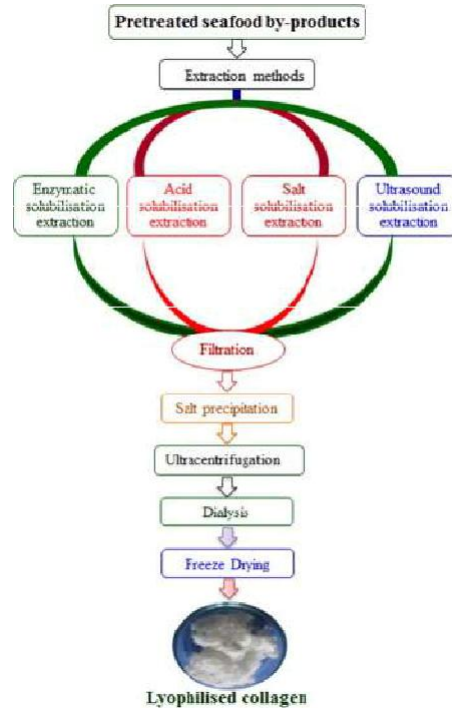 Pretreated seafood by-products
Extraction methods
Enzymatic
solubilisation
extraction
Acid
solubilisation
extraction
Salt
solubilisation
extraction
Ultrasound
solubilisation
extraction
Filtration
Salt precipitation
Ultracentrifugation
Dialysis
Freeze Drying
Lyophilised collagen